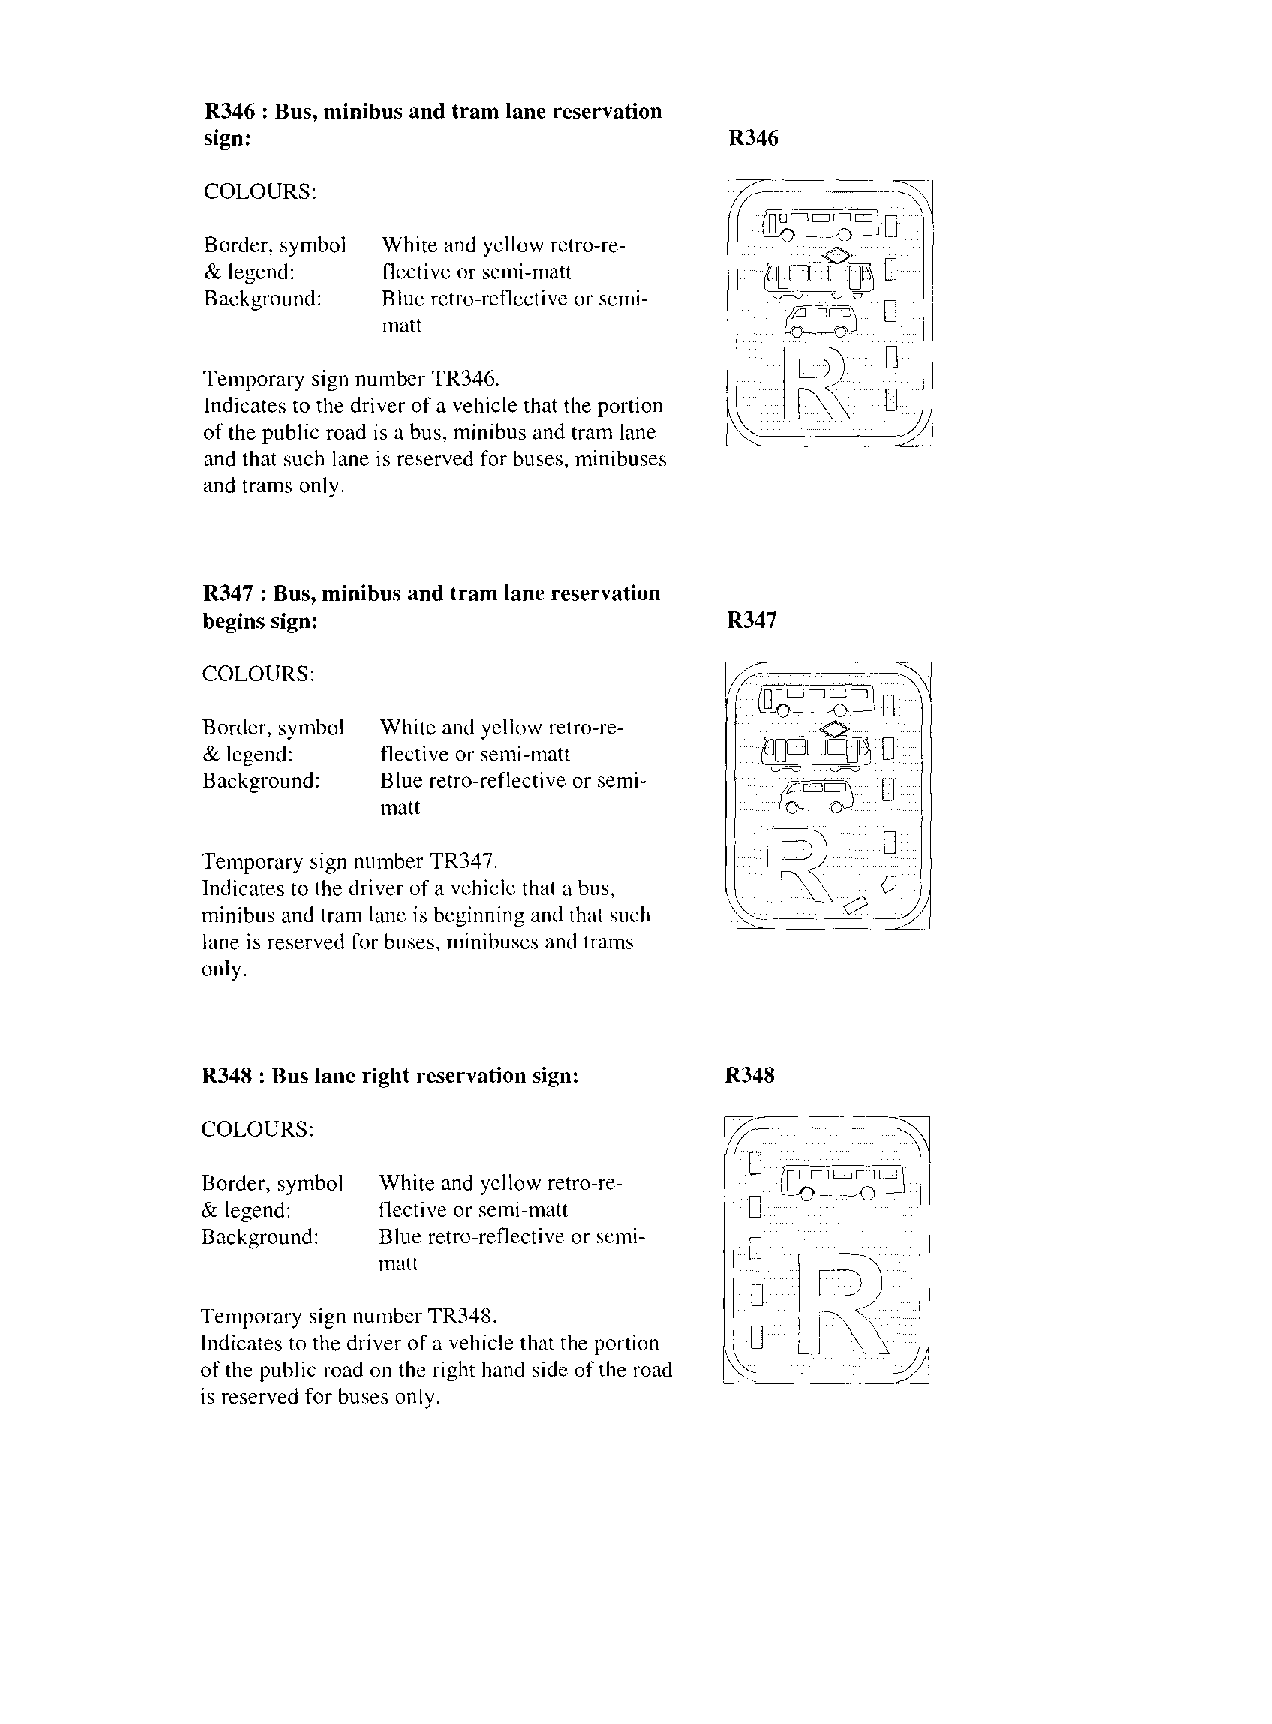 R346 : Bus, minibus and tram lane reservation
sign:
R346
COLOURS:
Border, symbol White and yellow retro-re-
& legend: flective or semi-matt
Background: Blue retro-reflective or semi-
matt
R
Temporary sign number TR346.
Indicates to the driver of a vehicle that the portion
of the public road is a bus, minibus and tram lane
and that such lane is reserved for buses, minibuses
and trams only.
R347 : Bus, minibus and tram lane reservation
begins sign:
R347
COLOURS:
Border, symbol White and yellow retro-re-
& legend: flective or semi-matt
Background: Blue retro-reflective or semi-
matt
R
Temporary sign number TR347.
Indicates to the driver of a vehicle that a bus,
minibus and tram lane is beginning and that such
lane is reserved for buses, minibuses and trams
only.
R348 : Bus lane right reservation sign:
R348
COLOURS:
Border, symbol White and yellow retro-re-
& legend: flective or semi-matt
Background: Blue retro-reflective or semi-
matt
R
Temporary sign number TR348.
Indicates to the driver of a vehicle that the portion
of the public road on the right hand side of the road
is reserved for buses only.